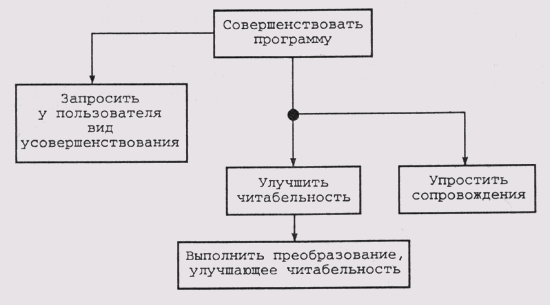 Совершенствовать
программу
Запросить
у пользователя
вид
усовершенствования
Улучшить
читабельность
Упростить
сопровождения
Выполнить преобразование,
улучшающее читабельность